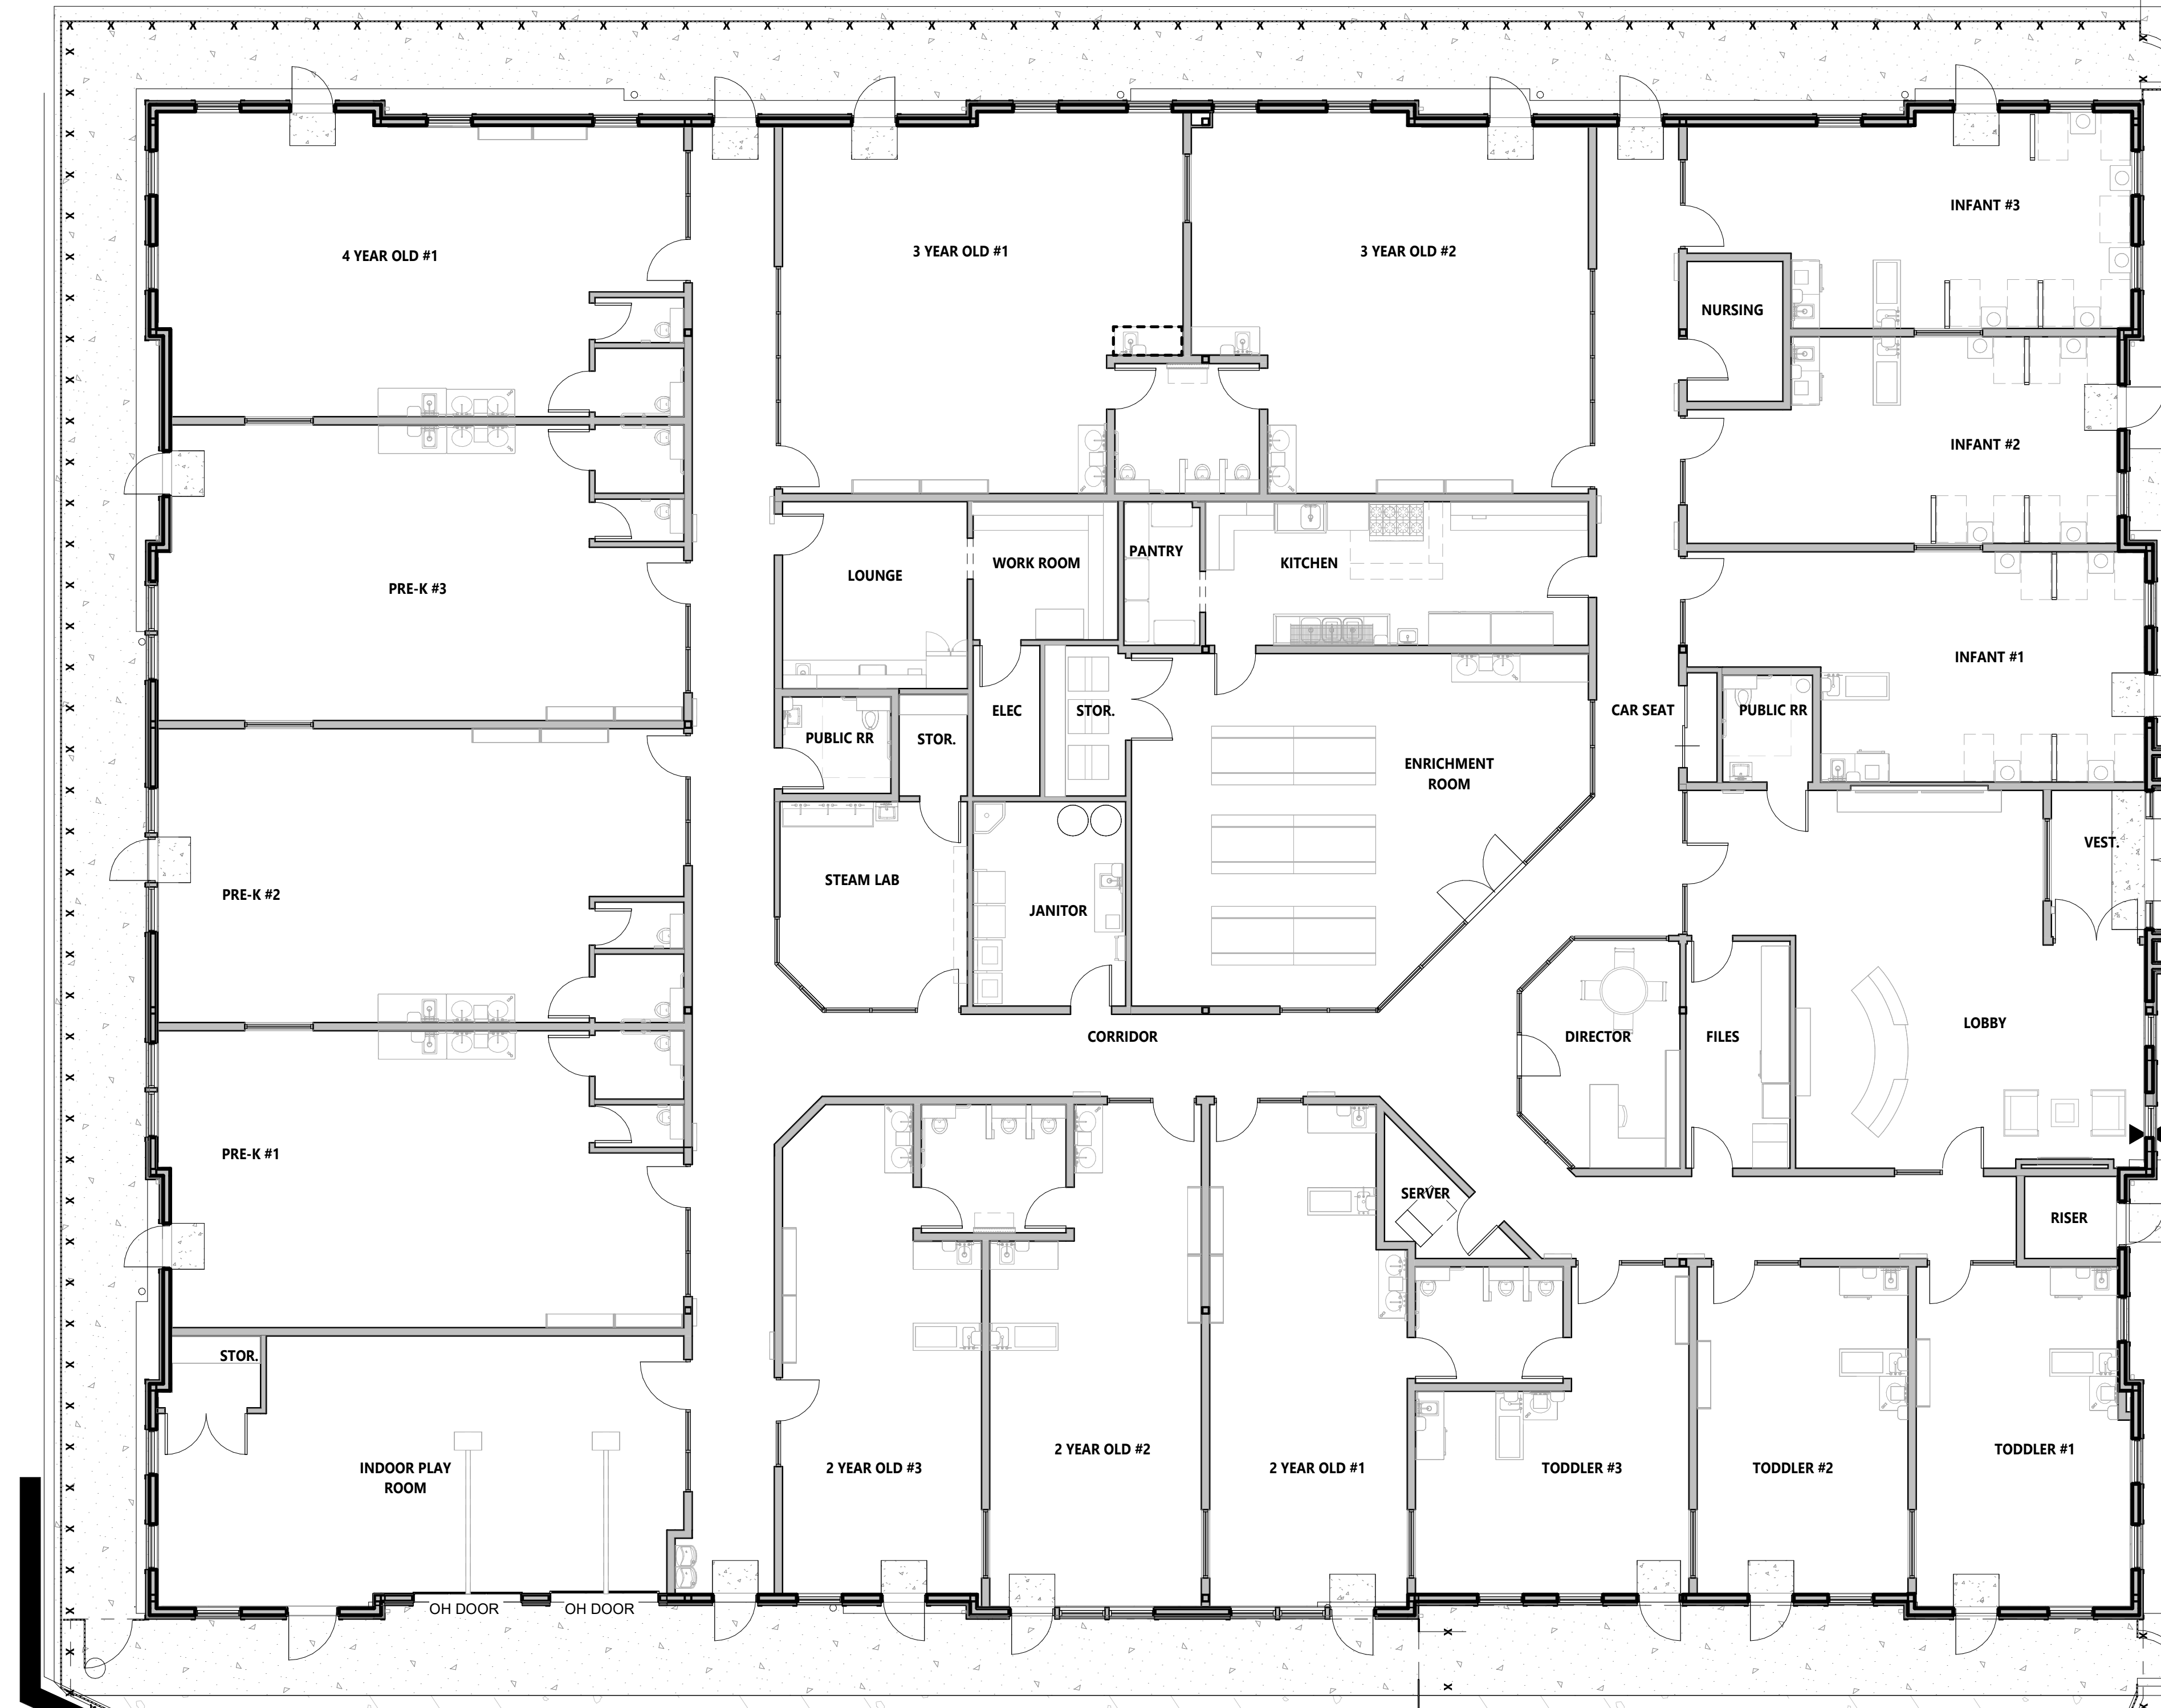 INFANT #3
3 YEAR OLD #1
3 YEAR OLD #2
4 YEAR OLD #1
NURSING
INFANT #2
PANTRY
WORK ROOM
KITCHEN
LOUNGE
PRE-K #3
INFANT #1
ELEC
STOR.
CAR SEAT
PUBLIC RR
PUBLIC RR
STOR.
ENRICHMENT
ROOM
VEST.
STEAM LAB
PRE-K #2
JANITOR
LOBBY
CORRIDOR
DIRECTOR
FILES
PRE-K #1
SERVER
RISER
STOR.
2 YEAR OLD #2
TODDLER #1
INDOOR PLAY
ROOM
2 YEAR OLD #3
2 YEAR OLD #1
TODDLER #3
TODDLER #2
OH DOOR
OH DOOR